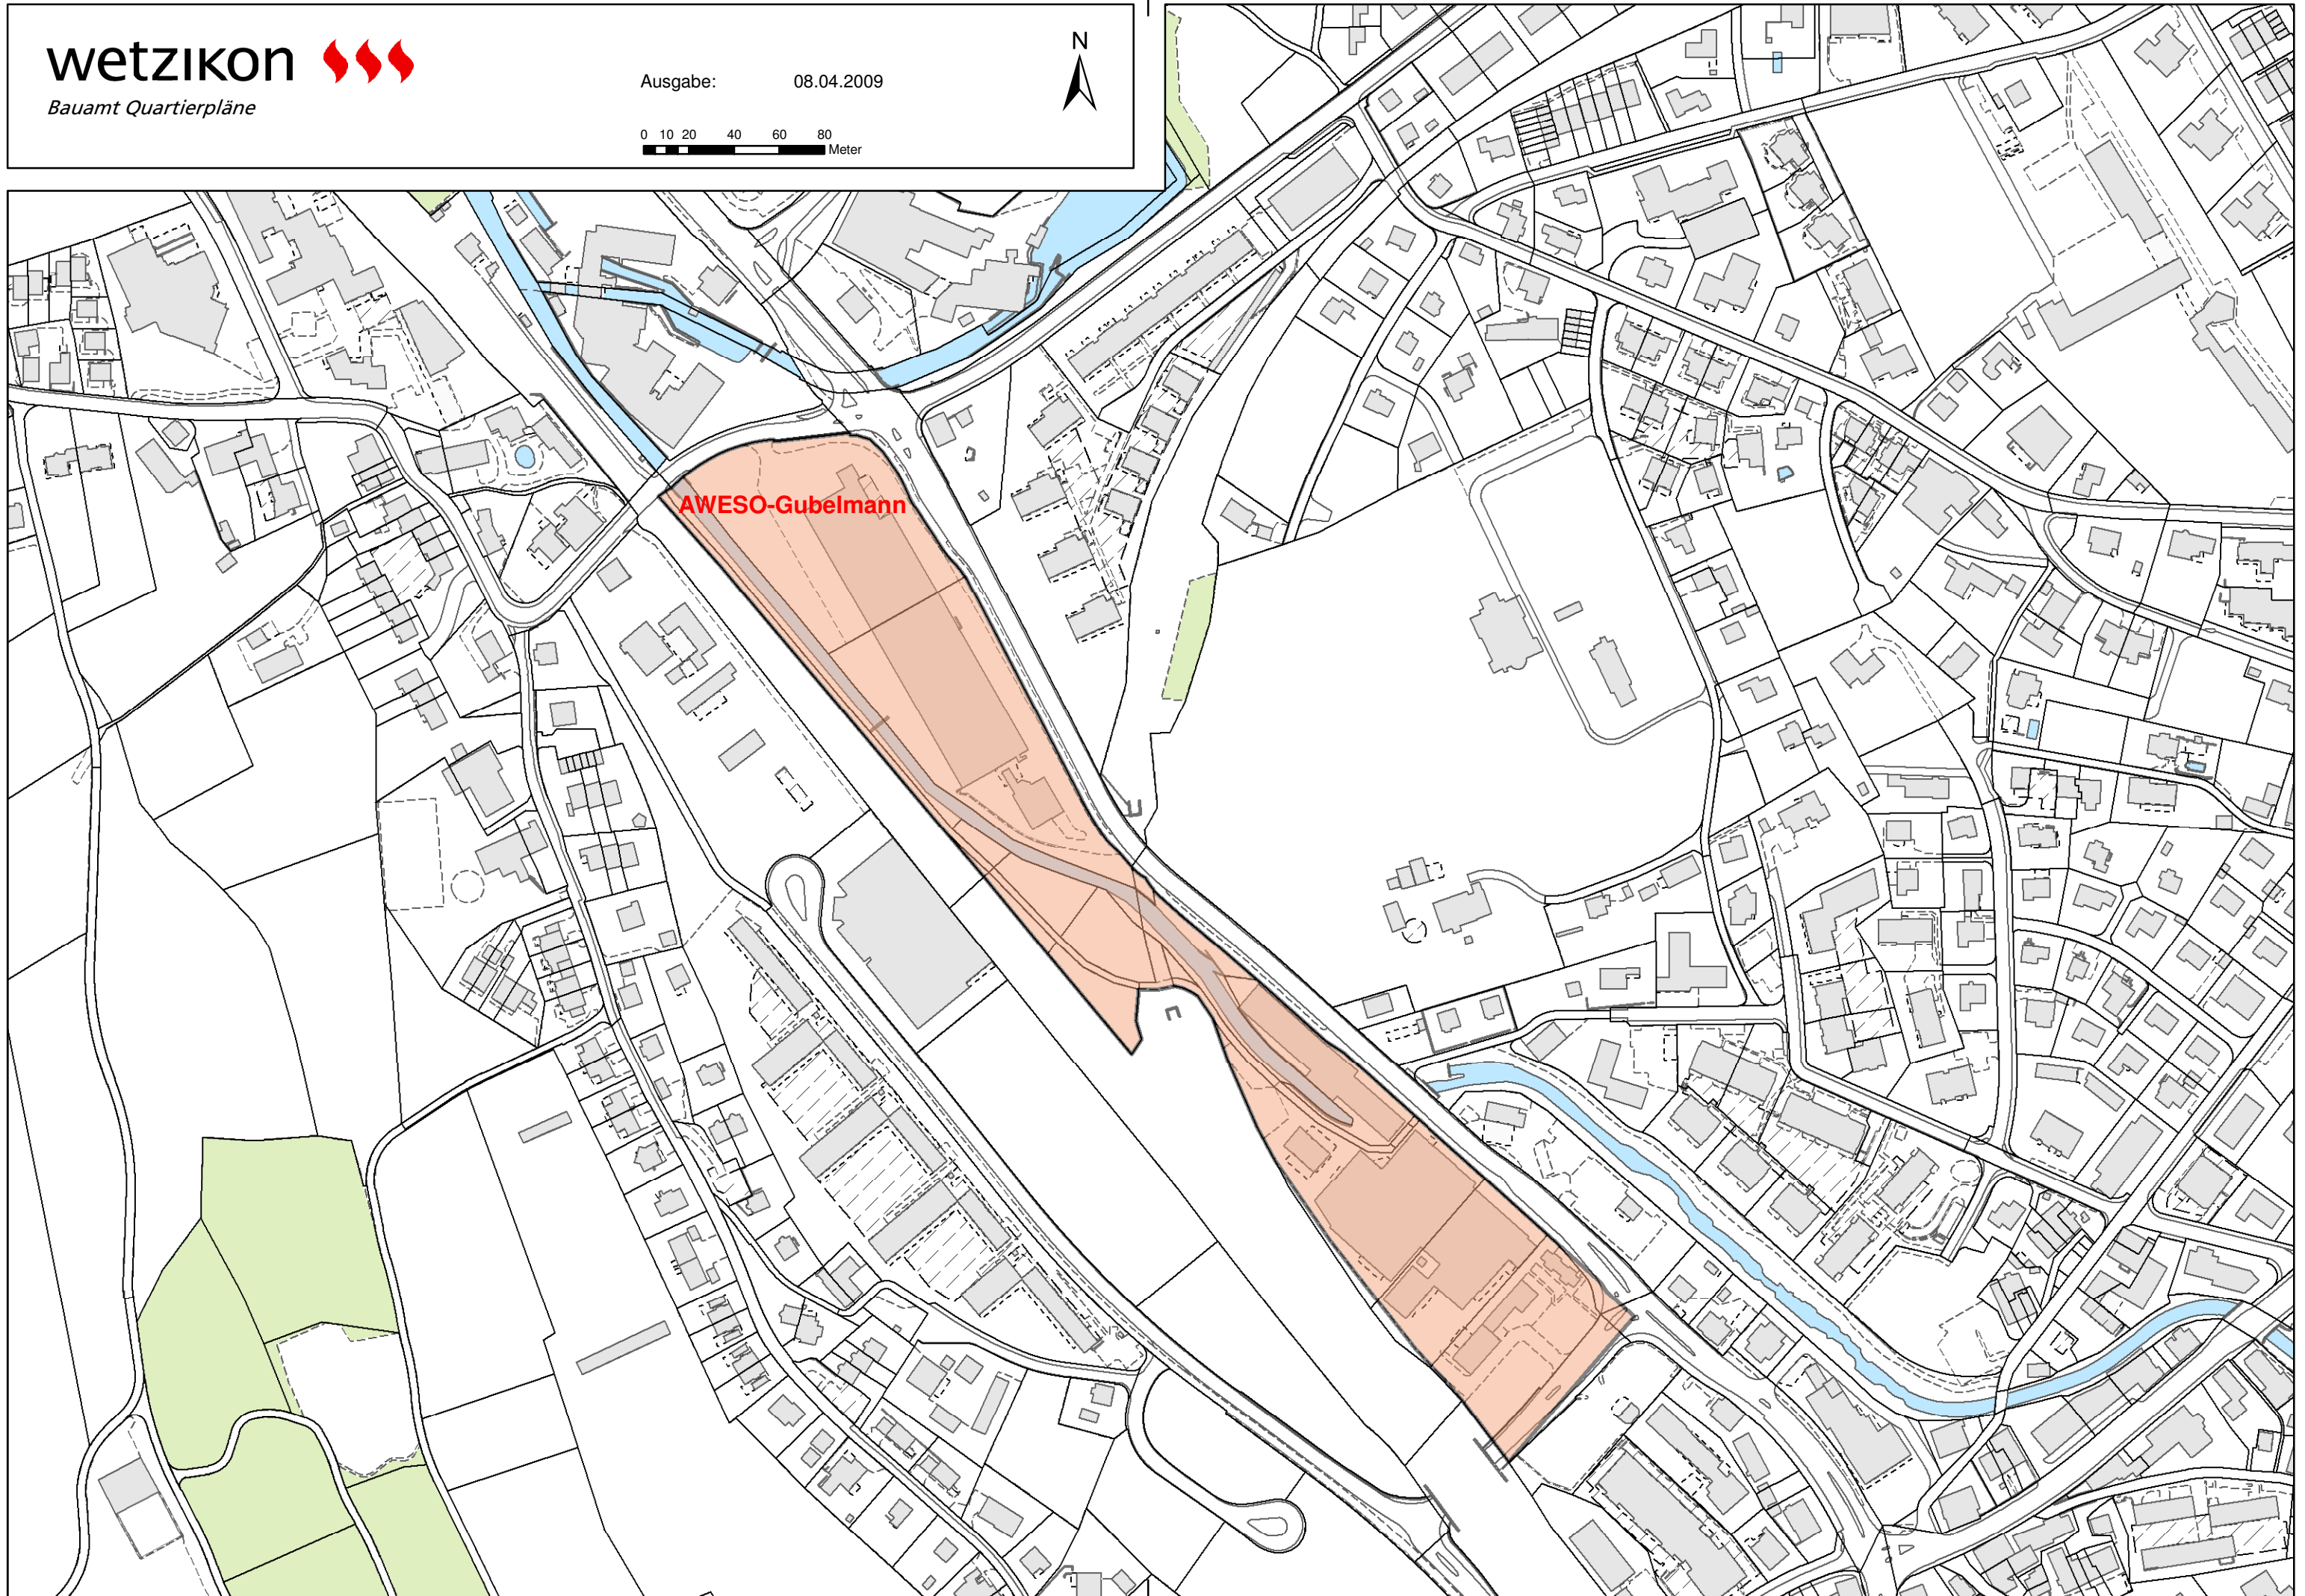 wetzikon
Bauamt Quartierpläne
Ausgabe: 08.04.2009
0 10 20 40 60 80
Meter
N
AWESO-Gubelmann